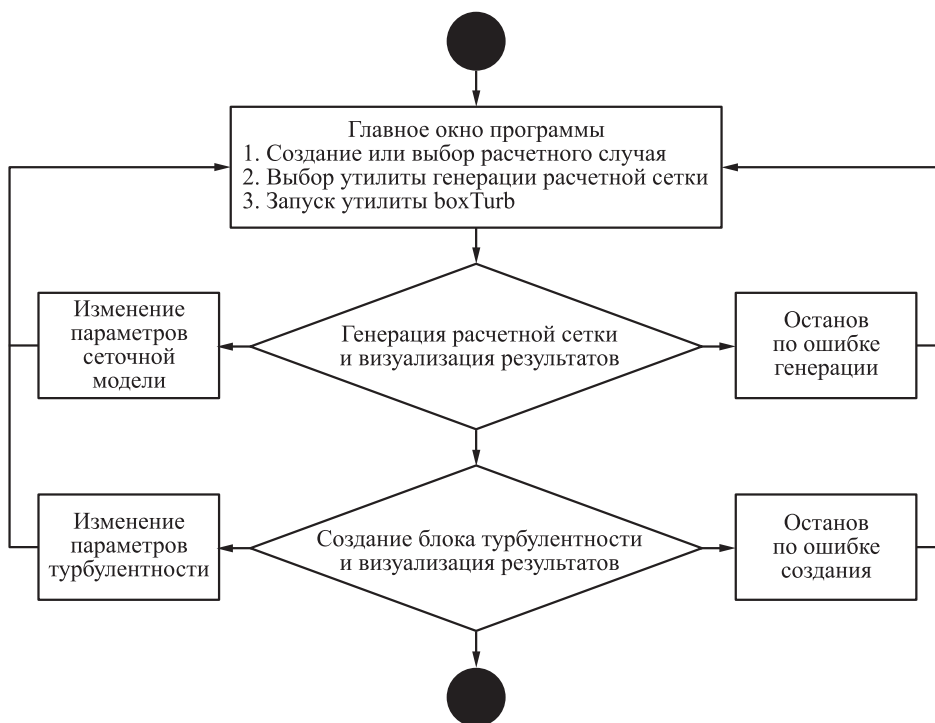 Главное окно программы
1. Создание или выбор расчетного случая
2. Выбор утилиты генерации расчетной сетки
3. Запуск утилиты boxTurb
Изменение
параметров
сеточной
модели
Генерация расчетной сетки
и визуализация результатов
Останов
по ошибке
генерации
Изменение
параметров
турбулентности
Создание блока турбулентности
и визуализация результатов
Останов
по ошибке
создания